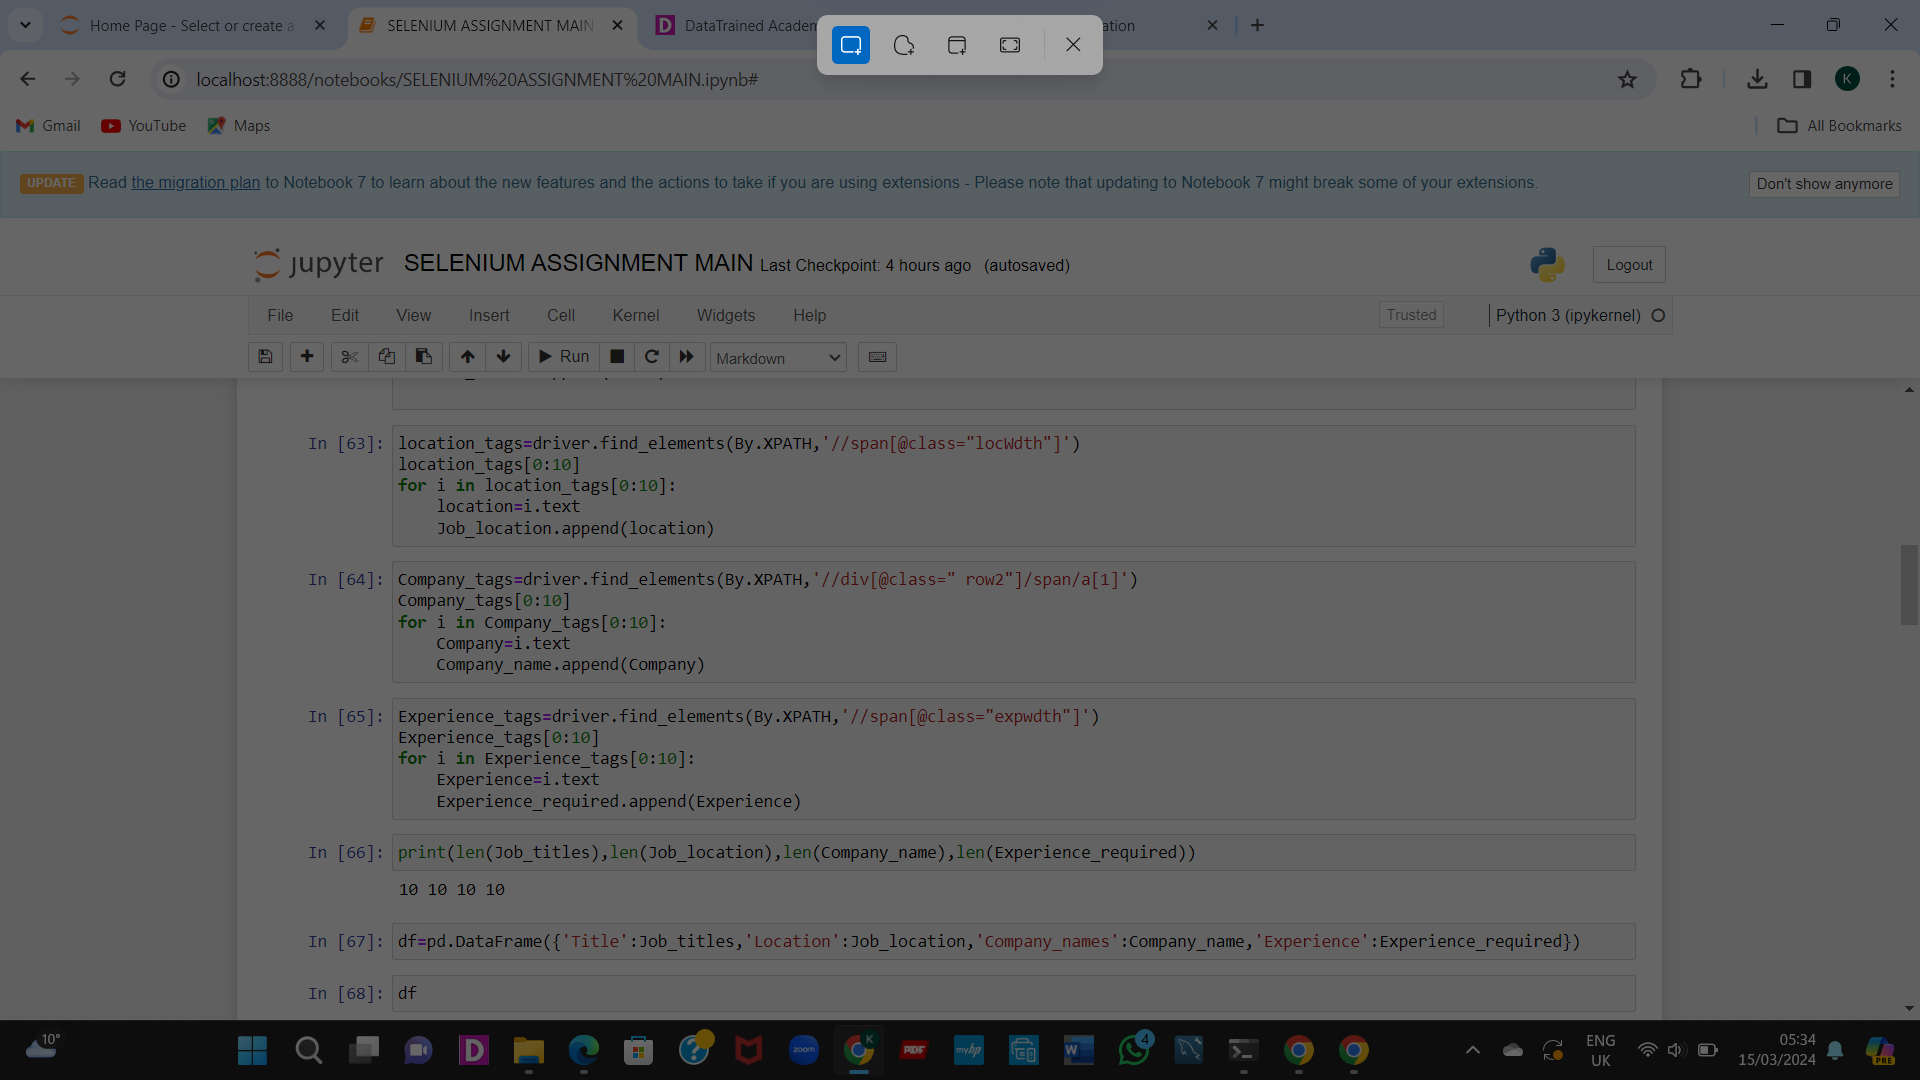 Home Page - Select or create a
SELENIUM ASSIGNMENT MAIN
DataTrained Academ
ation
localhost:8888/notebooks/SELENIUM%20ASSIGNMENT%20MAIN.ipynb#
K
Gmail
YouTube
Maps
All Bookmarks
UPDATE Read the migration plan to Notebook 7 to learn about the new features and the actions to take if you are using extensions - Please note that updating to Notebook 7 might break some of your extensions.
Don't show anymore
jupyter SELENIUM ASSIGNMENT MAIN Last Checkpoint: 4 hours ago (autosaved)
Logout
File Edit View Insert Cell Kernel Widgets Help
Trusted
Python 3 (ipykernel)
Run
Markdown
In [63]: location_tags=driver.find_elements(By.XPATH,'//span[@class="locWdth"]')
location_tags[0:10]
for i in location_tags[0:10]:
    location=i.text
    Job_location.append(location)
In [64]: Company_tags=driver.find_elements(By.XPATH,'//div[@class=" row2"]/span/a[1]')
Company_tags[0:10]
for i in Company_tags[0:10]:
    Company=i.text
    Company_name.append(Company)
In [65]: Experience_tags=driver.find_elements(By.XPATH,'//span[@class="expwdth"]')
Experience_tags[0:10]
for i in Experience_tags[0:10]:
    Experience=i.text
    Experience_required.append(Experience)
In [66]: print(len(Job_titles),len(Job_location),len(Company_name),len(Experience_required))
10 10 10 10
In [67]: df=pd.DataFrame({'Title':Job_titles,'Location':Job_location,'Company_names':Company_name,'Experience':Experience_required})
In [68]: df
10°
D
zoom
K
PDF
myhp
W
4
ENG
UK
05:34
15/03/2024
PRE